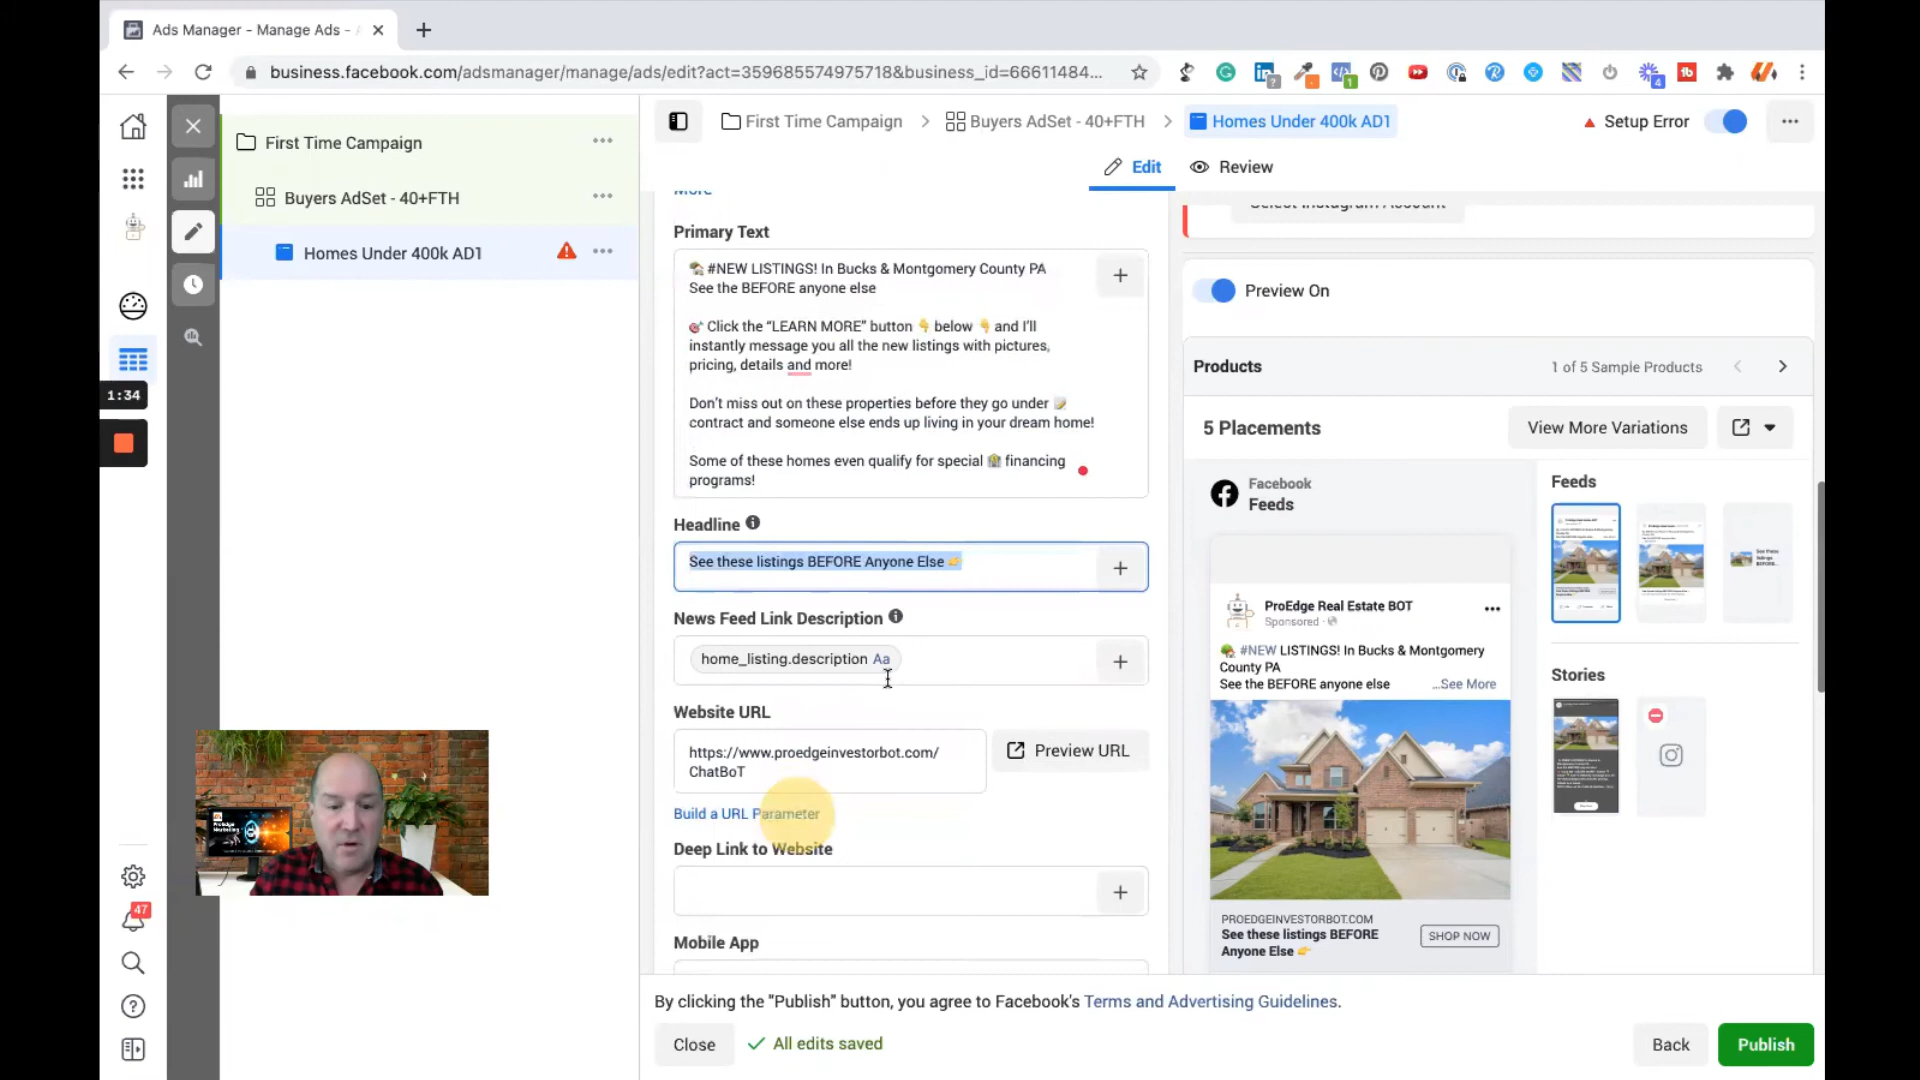 Ads Manager - Manage Ads -
business.facebook.com/adsmanager/manage/ads/edit?act=359685574975718&business_id=66611484...
First Time Campaign
Buyers AdSet - 40+FTH
Homes Under 400k AD1
First Time Campaign
Buyers AdSet - 40+FTH
Homes Under 400k AD1
Setup Error
Edit
Review
More
Primary Text
🏡 #NEW LISTINGS! In Bucks & Montgomery County PA
See the BEFORE anyone else
🎯 Click the “LEARN MORE” button 👇 below 👇 and I’ll
instantly message you all the new listings with pictures,
pricing, details and more!
Don’t miss out on these properties before they go under 📝
contract and someone else ends up living in your dream home!
Some of these homes even qualify for special 🏦 financing
programs!
Headline
See these listings BEFORE Anyone Else 👉
News Feed Link Description
home_listing.description Aa
Website URL
https://www.proedgeinvestorbot.com/
ChatBoT
Preview URL
Build a URL Parameter
Deep Link to Website
Mobile App
Select Instagram Account
Preview On
Products
1 of 5 Sample Products
5 Placements
View More Variations
Facebook
Feeds
ProEdge Real Estate BOT
Sponsored ·
🏡 #NEW LISTINGS! In Bucks & Montgomery
County PA
See the BEFORE anyone else
...See More
PROEDGEINVESTORBOT.COM
See these listings BEFORE
Anyone Else 👉
SHOP NOW
Feeds
See these
listings
BEFORE...
Stories
1:34
47
4
1
By clicking the "Publish" button, you agree to Facebook's Terms and Advertising Guidelines.
Close
All edits saved
Back
Publish